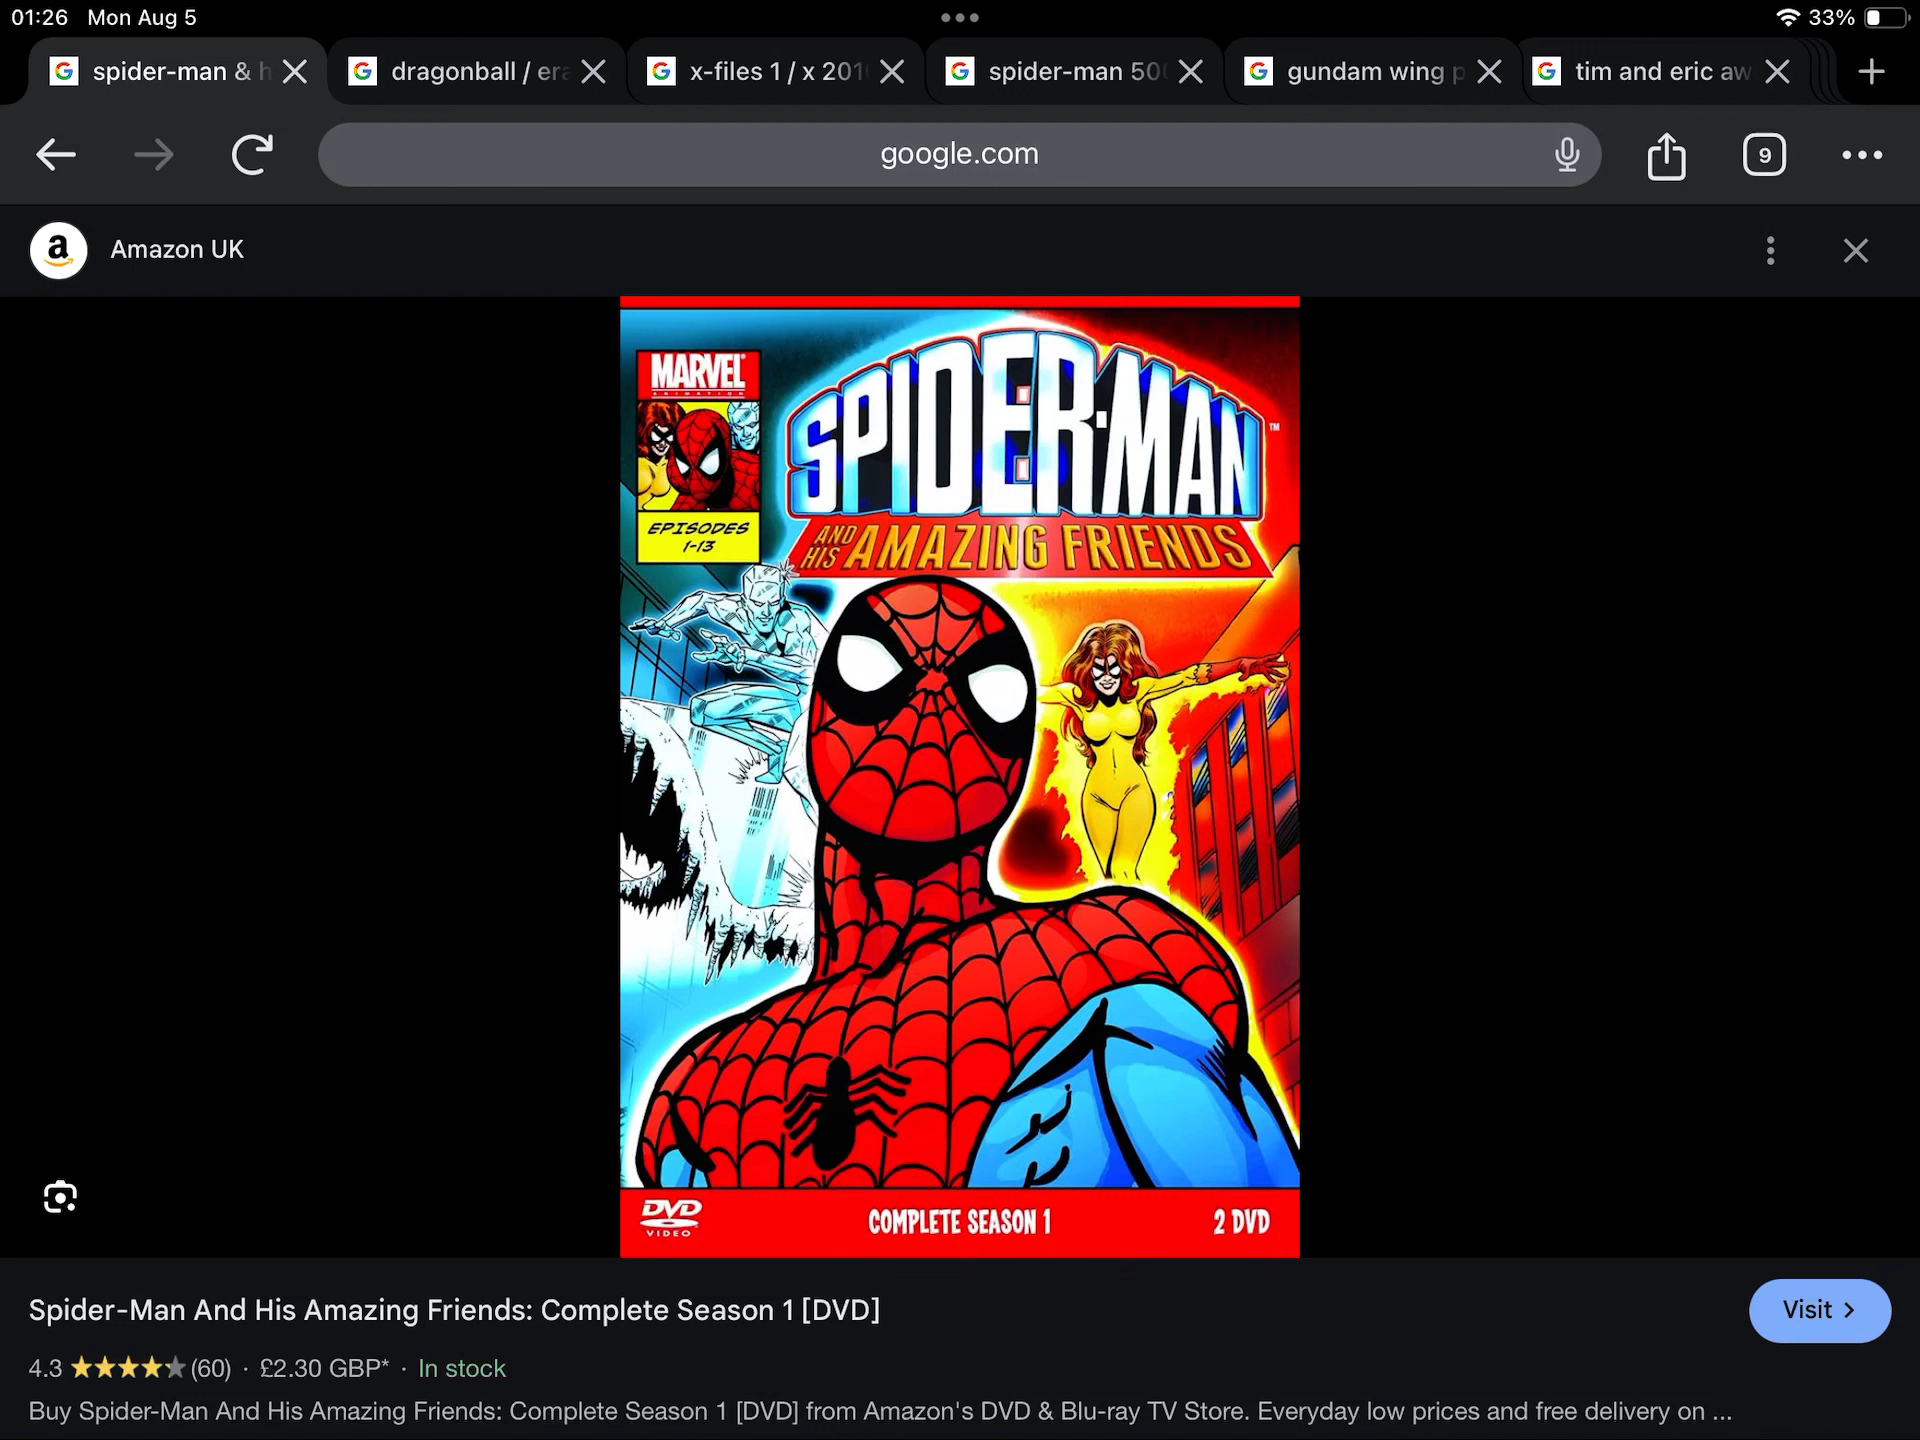 01:26 Mon Aug 5
33%
spider-man & h
dragonball / era
x-files 1 / x 201
spider-man 50
gundam wing p
tim and eric aw
google.com
9
Amazon UK
MARVEL
ANIMATION
EPISODES
1-13
SPIDER-MAN
TM
AND HIS AMAZING FRIENDS
DVD
VIDEO
COMPLETE SEASON 1
2 DVD
Spider-Man And His Amazing Friends: Complete Season 1 [DVD]
Visit
4.3 (60) · £2.30 GBP* · In stock
Buy Spider-Man And His Amazing Friends: Complete Season 1 [DVD] from Amazon's DVD & Blu-ray TV Store. Everyday low prices and free delivery on ...